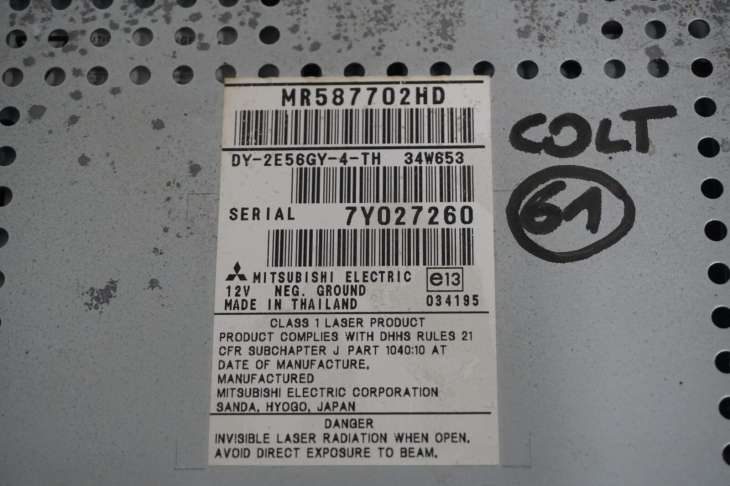 MR587702HD
DY-2E56GY-4-TH 34W653
SERIAL 7Y027260
MITSUBISHI ELECTRIC e13
12V NEG. GROUND 034195
MADE IN THAILAND
CLASS 1 LASER PRODUCT
PRODUCT COMPLIES WITH DHHS RULES 21
CFR SUBCHAPTER J PART 1040:10 AT
DATE OF MANUFACTURE.
MANUFACTURED
MITSUBISHI ELECTRIC CORPORATION
SANDA, HYOGO, JAPAN
DANGER
INVISIBLE LASER RADIATION WHEN OPEN.
AVOID DIRECT EXPOSURE TO BEAM.
COLT
61